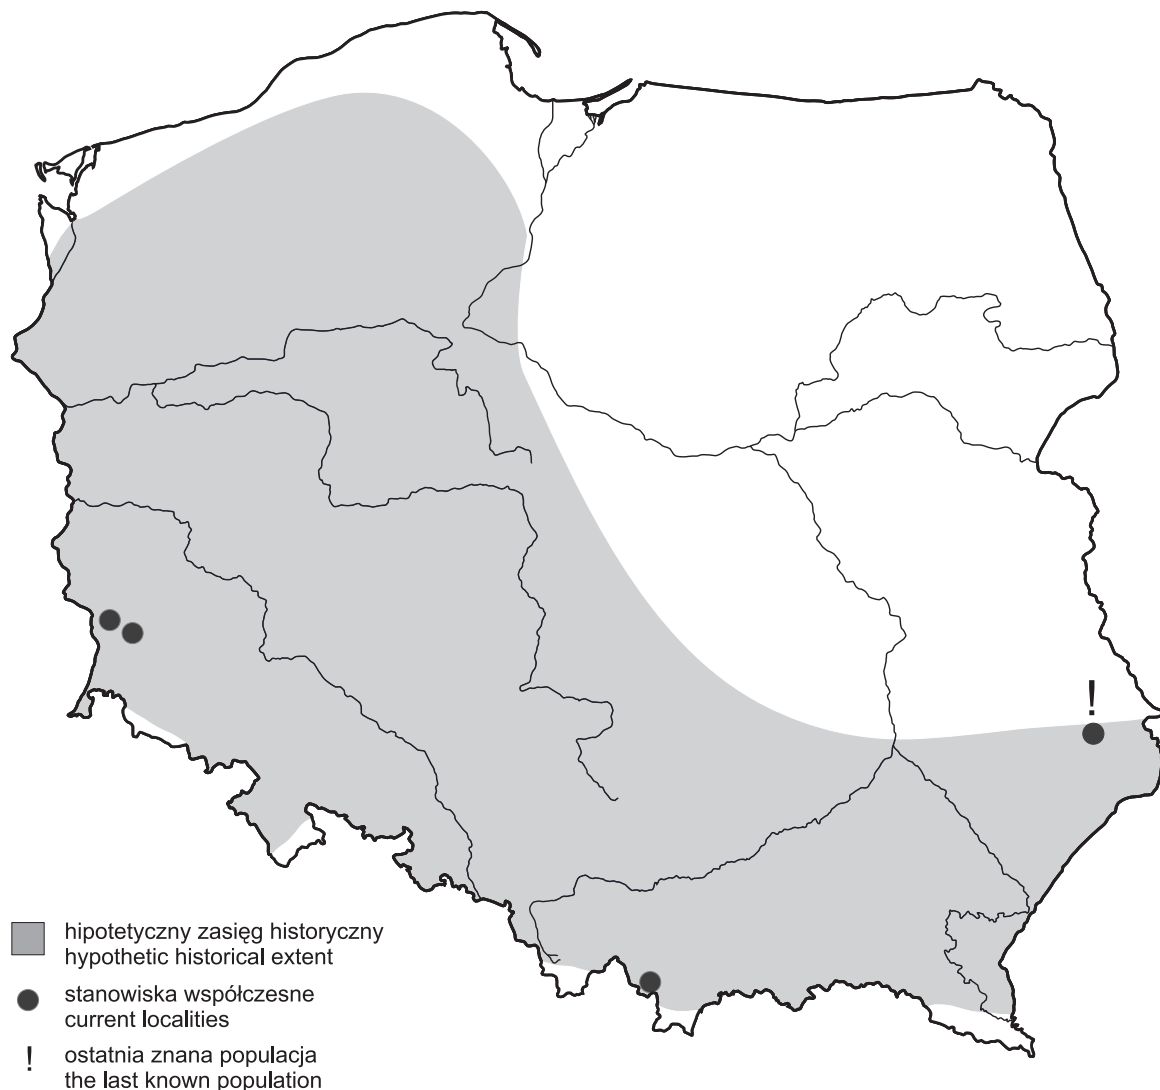 !
hipotetyczny zasięg historyczny
hypothetic historical extent
stanowiska współczesne
current localities
! ostatnia znana populacja
the last known population